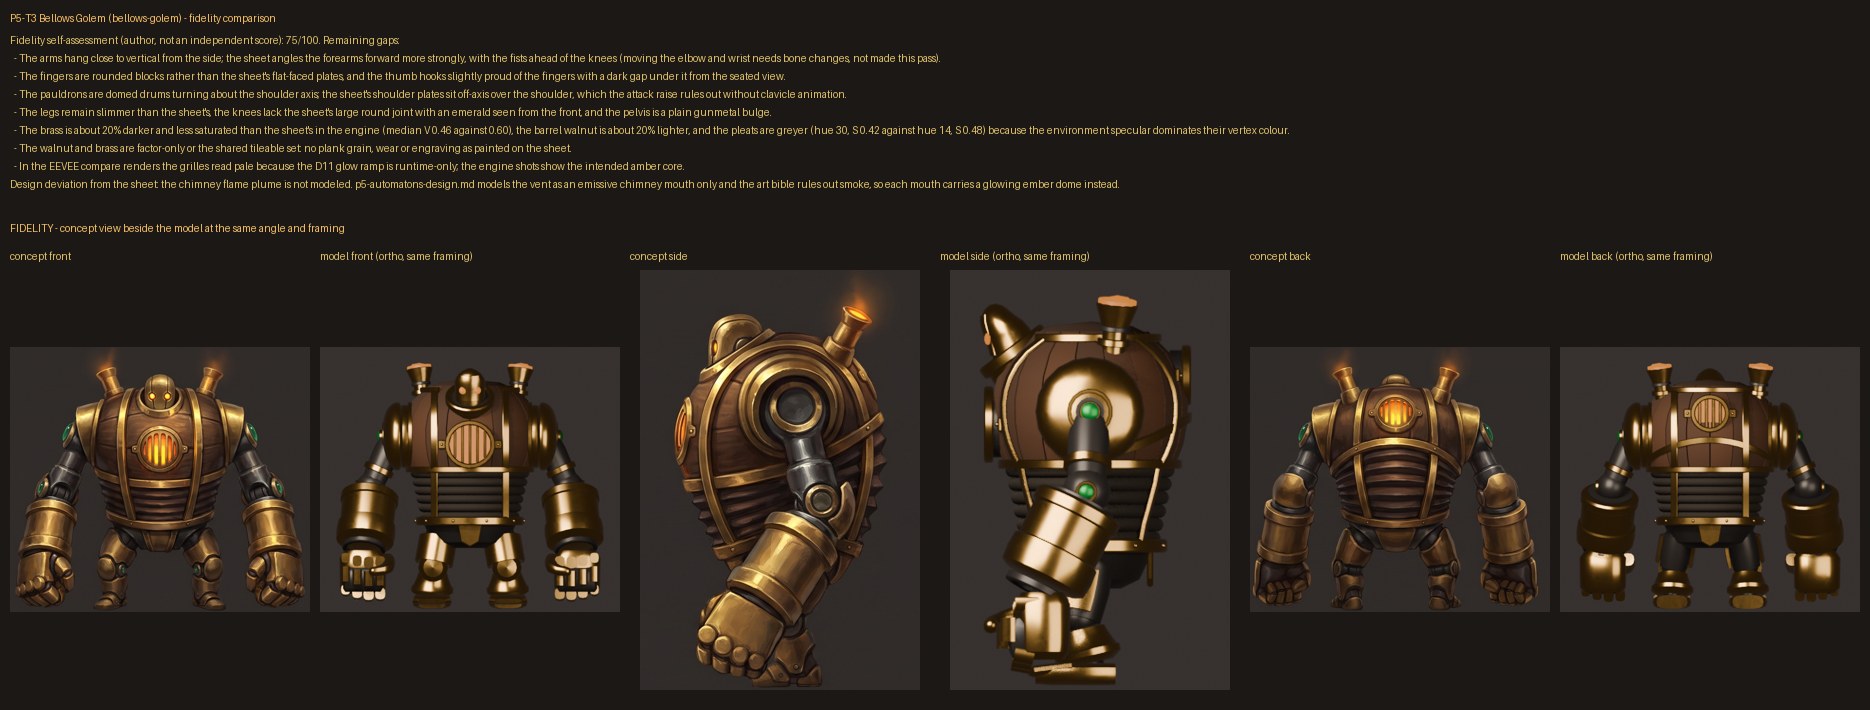 P5-T3 Bellows Golem (bellows-golem) - fidelity comparison
Fidelity self-assessment (author, not an independent score): 75/100. Remaining gaps:
- The arms hang close to vertical from the side; the sheet angles the forearms forward more strongly, with the fists ahead of the knees (moving the elbow and wrist needs bone changes, not made this pass).
- The fingers are rounded blocks rather than the sheet's flat-faced plates, and the thumb hooks slightly proud of the fingers with a dark gap under it from the seated view.
- The pauldrons are domed drums turning about the shoulder axis; the sheet's shoulder plates sit off-axis over the shoulder, which the attack raise rules out without clavicle animation.
- The legs remain slimmer than the sheet's, the knees lack the sheet's large round joint with an emerald seen from the front, and the pelvis is a plain gunmetal bulge.
- The brass is about 20% darker and less saturated than the sheet's in the engine (median V 0.46 against 0.60), the barrel walnut is about 20% lighter, and the pleats are greyer (hue 30, S 0.42 against hue 14, S 0.48) because the environment specular dominates their vertex colour.
- The walnut and brass are factor-only or the shared tileable set: no plank grain, wear or engraving as painted on the sheet.
- In the EEVEE compare renders the grilles read pale because the D11 glow ramp is runtime-only; the engine shots show the intended amber core.
Design deviation from the sheet: the chimney flame plume is not modeled. p5-automatons-design.md models the vent as an emissive chimney mouth only and the art bible rules out smoke, so each mouth carries a glowing ember dome instead.
FIDELITY - concept view beside the model at the same angle and framing
concept front
model front (ortho, same framing)
concept side
model side (ortho, same framing)
concept back
model back (ortho, same framing)